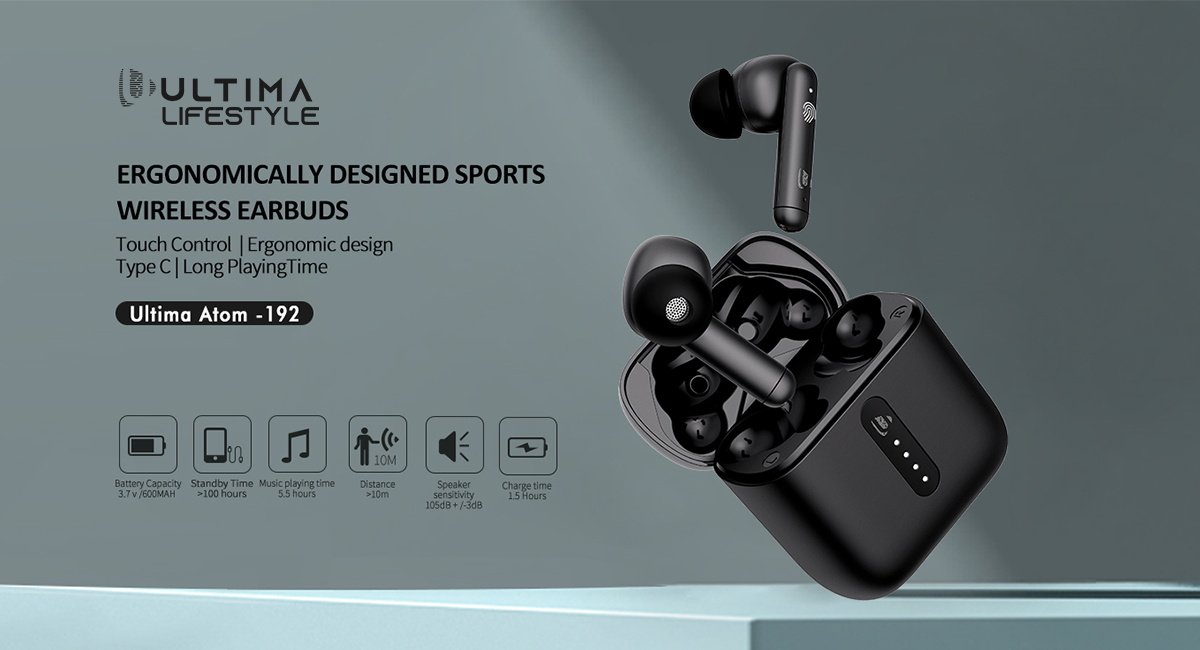 ULTIMA
LIFESTYLE
ERGONOMICALLY DESIGNED SPORTS
WIRELESS EARBUDS
Touch Control | Ergonomic design
Type C | Long PlayingTime
Ultima Atom -192
10M
Battery Capacity
3.7 v /600MAH
Standby Time
>100 hours
Music playing time
5.5 hours
Distance
>10m
Speaker
sensitivity
105dB + /-3dB
Charge time
1.5 Hours